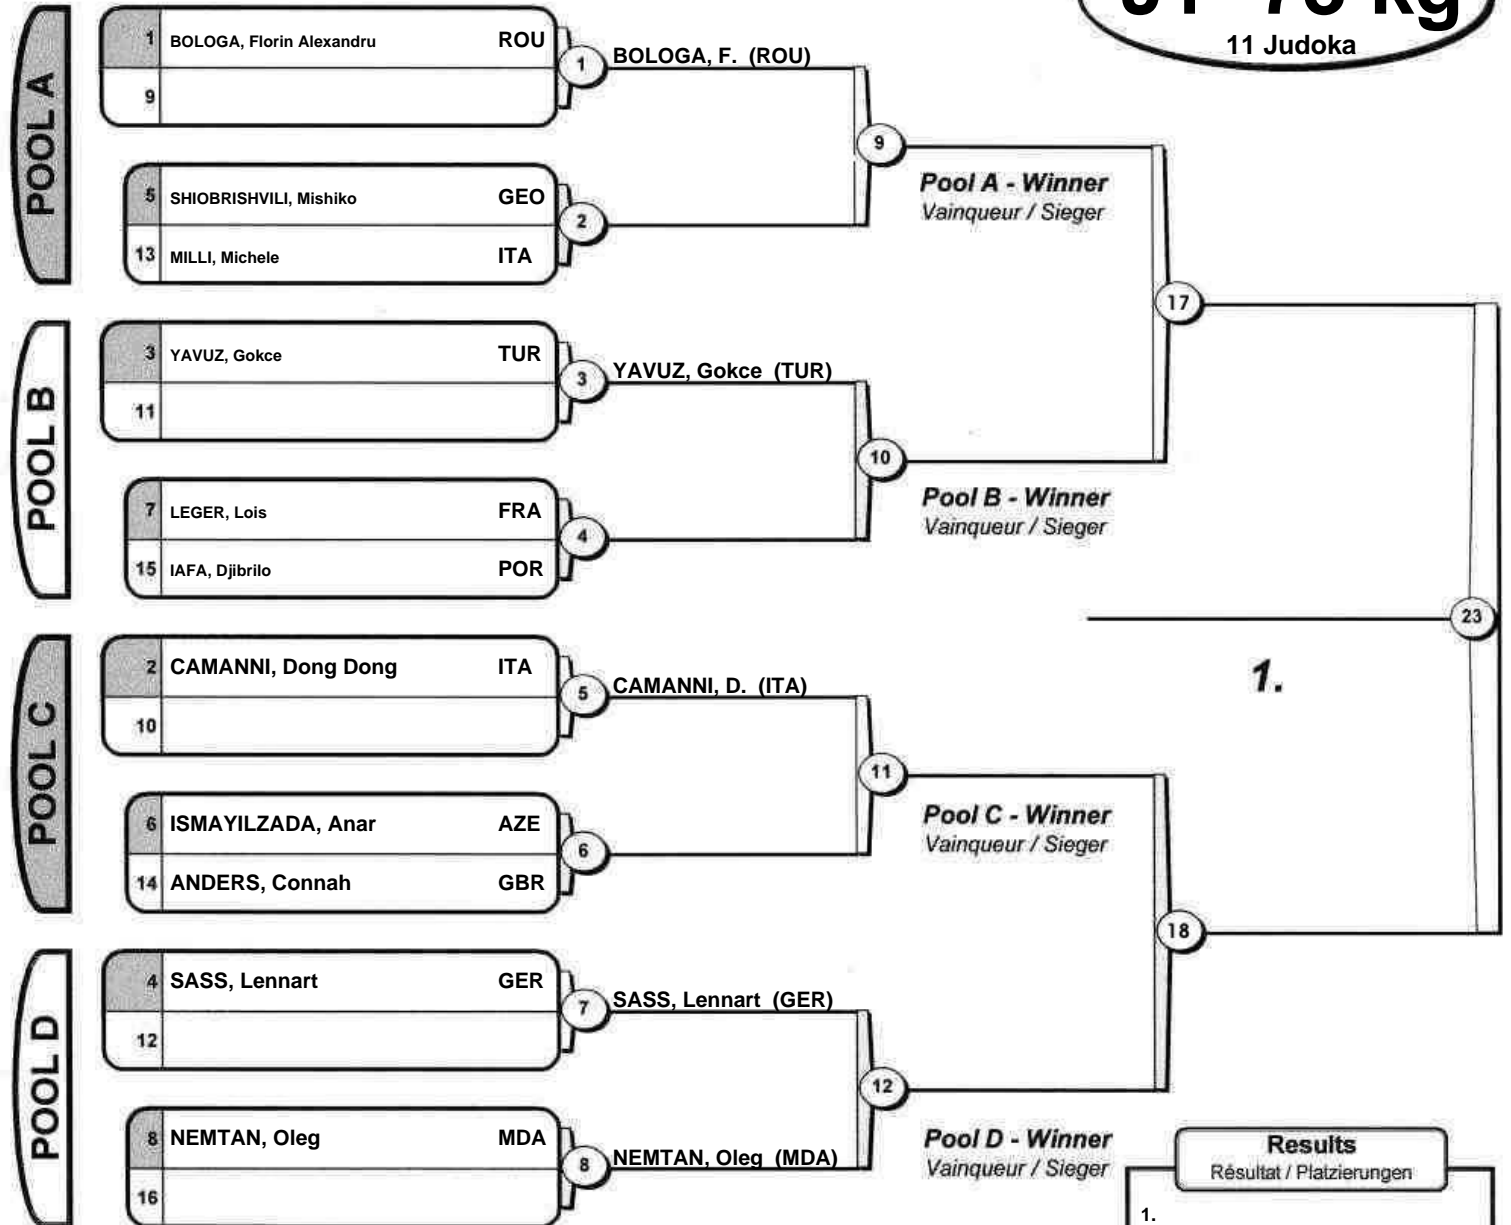 11 Judoka
POOL A
1 BOLOGA, Florin Alexandru ROU
9
1 BOLOGA, F. (ROU)
5 SHIOBRISHVILI, Mishiko GEO
13 MILLI, Michele ITA
2
9
Pool A - Winner
Vainqueur / Sieger
17
POOL B
3 YAVUZ, Gokce TUR
11
3 YAVUZ, Gokce (TUR)
7 LEGER, Lois FRA
15 IAFA, Djibrilo POR
4
10
Pool B - Winner
Vainqueur / Sieger
23
1.
POOL C
2 CAMANNI, Dong Dong ITA
10
5 CAMANNI, D. (ITA)
6 ISMAYILZADA, Anar AZE
14 ANDERS, Connah GBR
6
11
Pool C - Winner
Vainqueur / Sieger
18
POOL D
4 SASS, Lennart GER
12
7 SASS, Lennart (GER)
8 NEMTAN, Oleg MDA
16
8 NEMTAN, Oleg (MDA)
12
Pool D - Winner
Vainqueur / Sieger
Results
Résultat / Platzierungen
1.